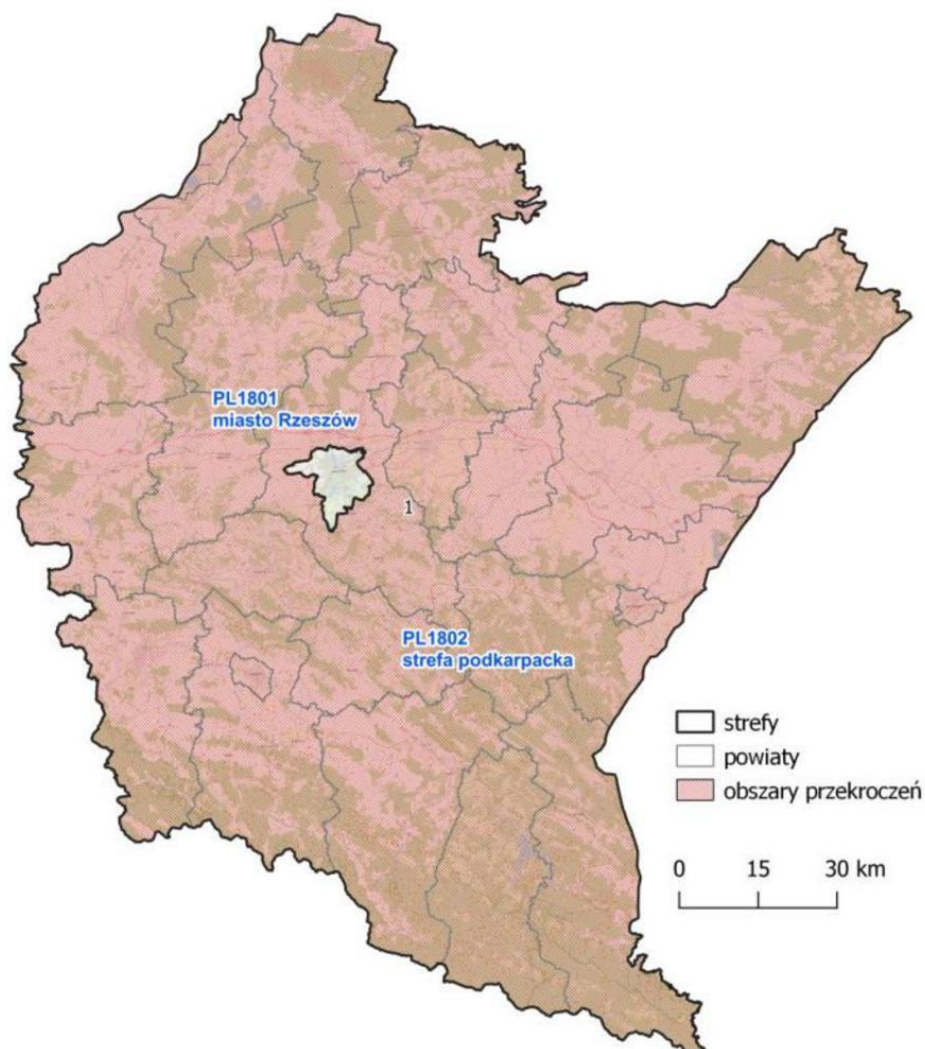 PL1801
miasto Rzeszów
1
PL1802
strefa podkarpacka
strefy
powiaty
obszary przekroczeń
0 15 30 km